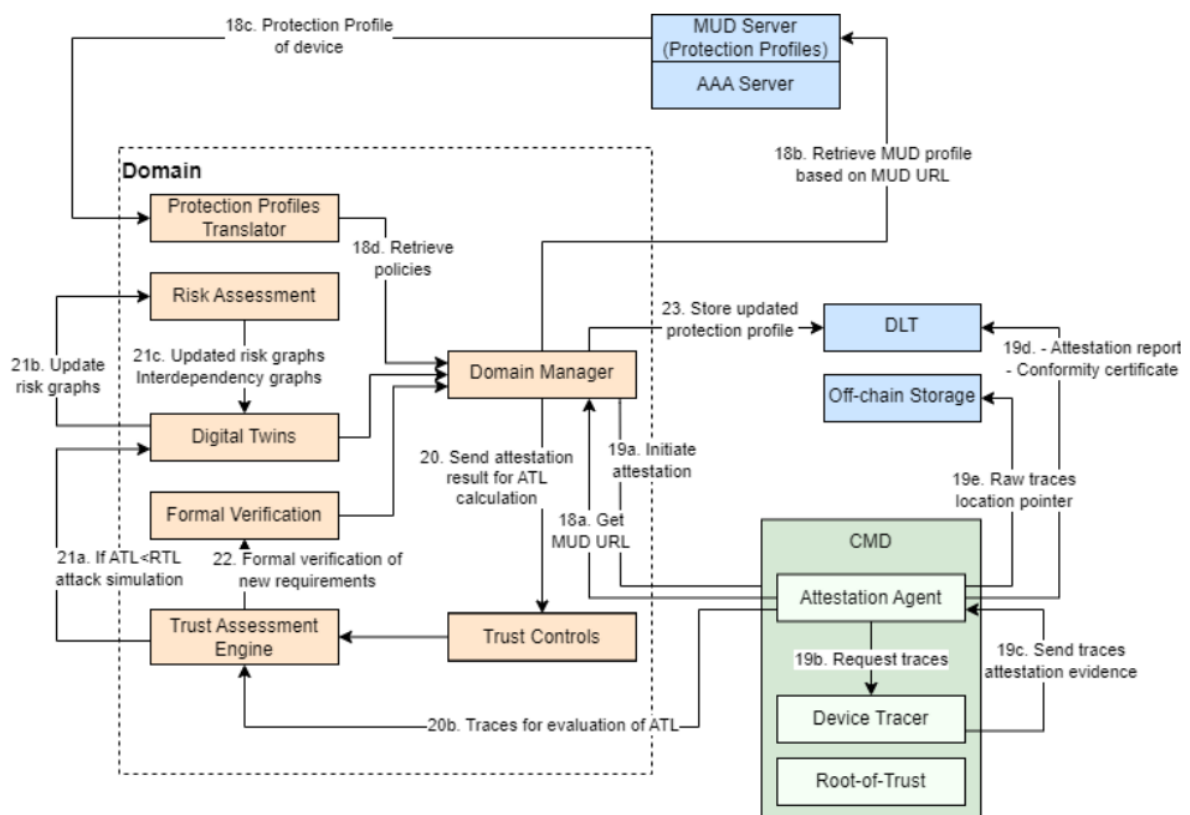 18c. Protection Profile
of device
MUD Server
(Protection Profiles)
AAA Server
18b. Retrieve MUD profile
based on MUD URL
Domain
Protection Profiles
Translator
18d. Retrieve
policies
Risk Assessment
23. Store updated
protection profile
DLT
21b. Update
risk graphs
21c. Updated risk graphs
Interdependency graphs
Domain Manager
19d. - Attestation report
- Conformity certificate
Off-chain Storage
Digital Twins
20. Send attestation
result for ATL
calculation
19a. Initiate
attestation
19e. Raw traces
location pointer
Formal Verification
18a. Get
MUD URL
21a. If ATL<RTL
attack simulation
22. Formal verification of
new requirements
CMD
Attestation Agent
Trust Assessment
Engine
Trust Controls
19b. Request traces
19c. Send traces
attestation evidence
20b. Traces for evaluation of ATL
Device Tracer
Root-of-Trust